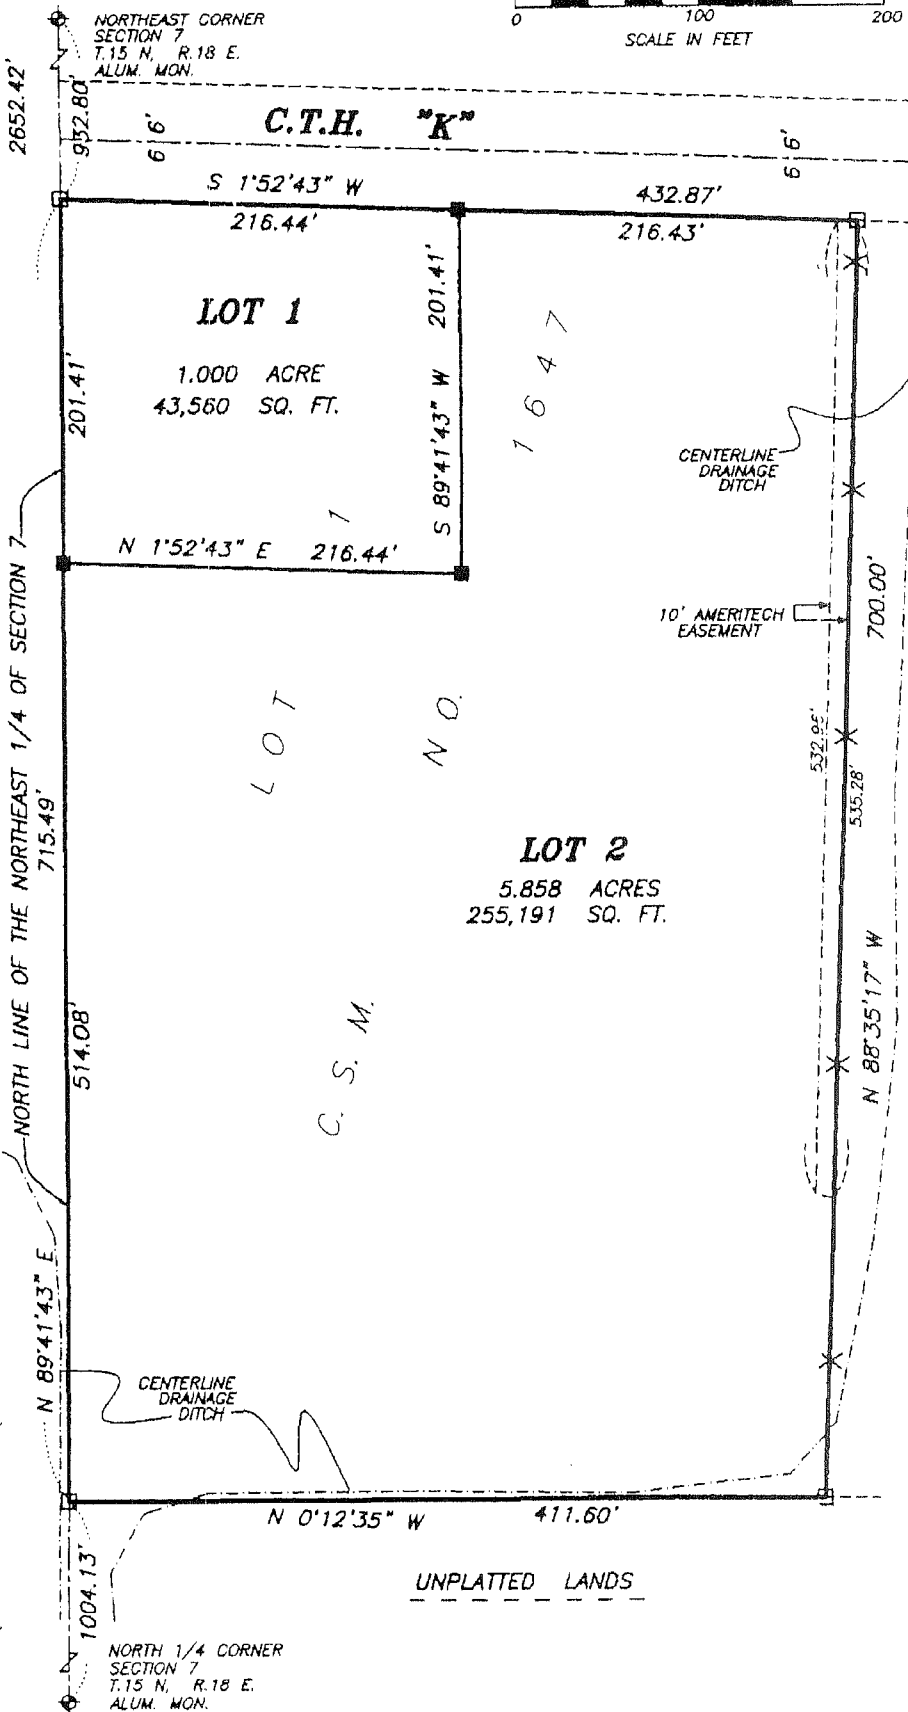 NORTHEAST CORNER
SECTION 7
T.15 N, R.18 E.
ALUM. MON.
0 100 200
SCALE IN FEET
2652.42'
932.80'
C.T.H. "K"
6 6'
6 6'
S 1°52'43" W
216.44'
432.87'
216.43'
LOT 1
1.000 ACRE
43,560 SQ. FT.
201.41'
201.41'
S 89°41'43" W
N 1°52'43" E 216.44'
1
1647
CENTERLINE
DRAINAGE
DITCH
10' AMERITECH
EASEMENT
700.00'
NORTH LINE OF THE NORTHEAST 1/4 OF SECTION 7
715.49'
LOT
NO.
532.95'
535.28'
LOT 2
5.858 ACRES
255,191 SQ. FT.
514.08'
C.S.M.
N 88°35'17" W
N 89°41'43" E
CENTERLINE
DRAINAGE
DITCH
N 0°12'35" W 411.60'
1004.13'
UNPLATTED LANDS
NORTH 1/4 CORNER
SECTION 7
T.15 N, R.18 E.
ALUM. MON.